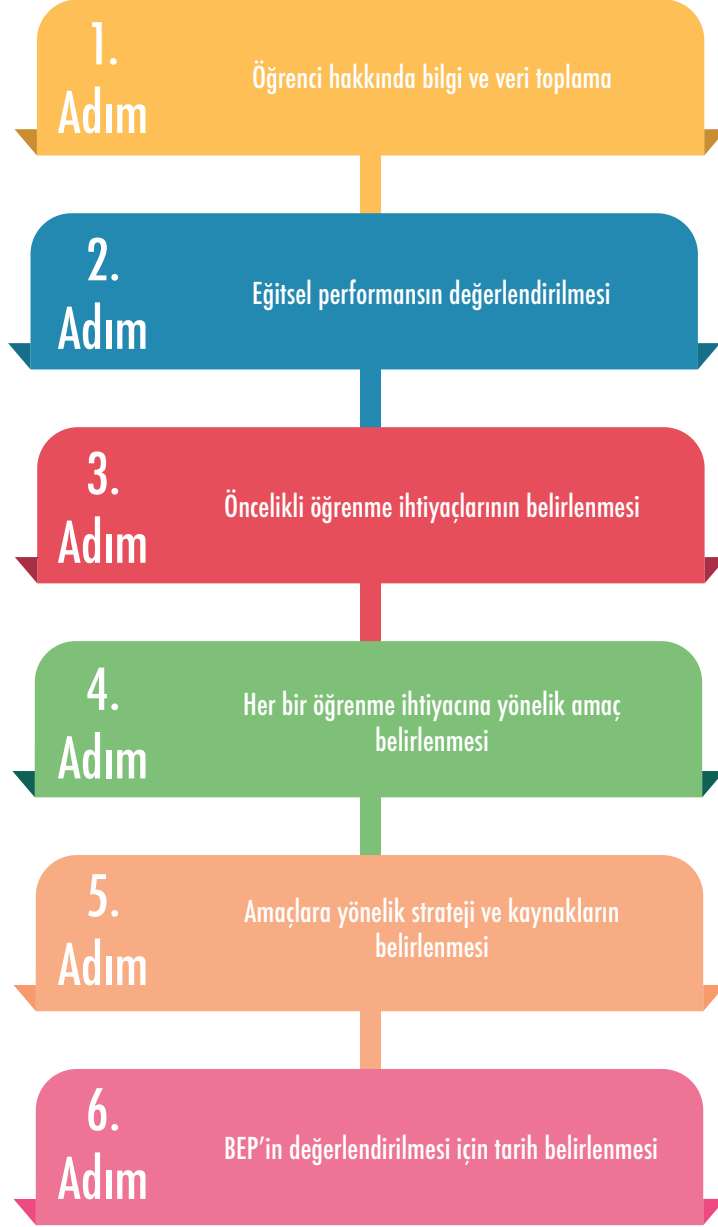 1.
Adım
Öğrenci hakkında bilgi ve veri toplama
2.
Adım
Eğitsel performansın değerlendirilmesi
3.
Adım
Öncelikli öğrenme ihtiyaçlarının belirlenmesi
4.
Adım
Her bir öğrenme ihtiyacına yönelik amaç
belirlenmesi
5.
Adım
Amaçlara yönelik strateji ve kaynakların
belirlenmesi
6.
Adım
BEP’in değerlendirilmesi için tarih belirlenmesi